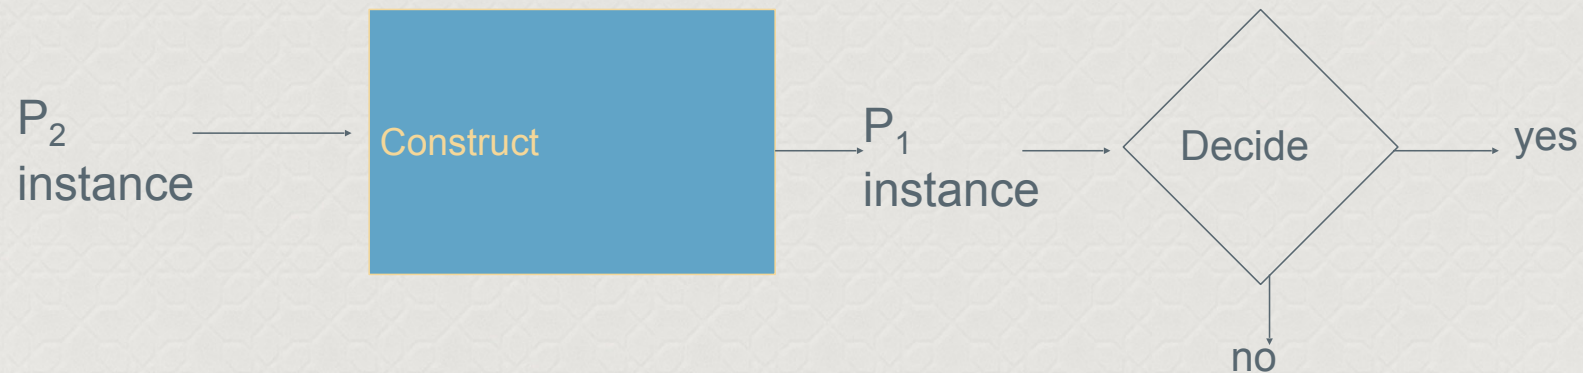 P₂
instance
Construct
P₁
instance
Decide
yes
no